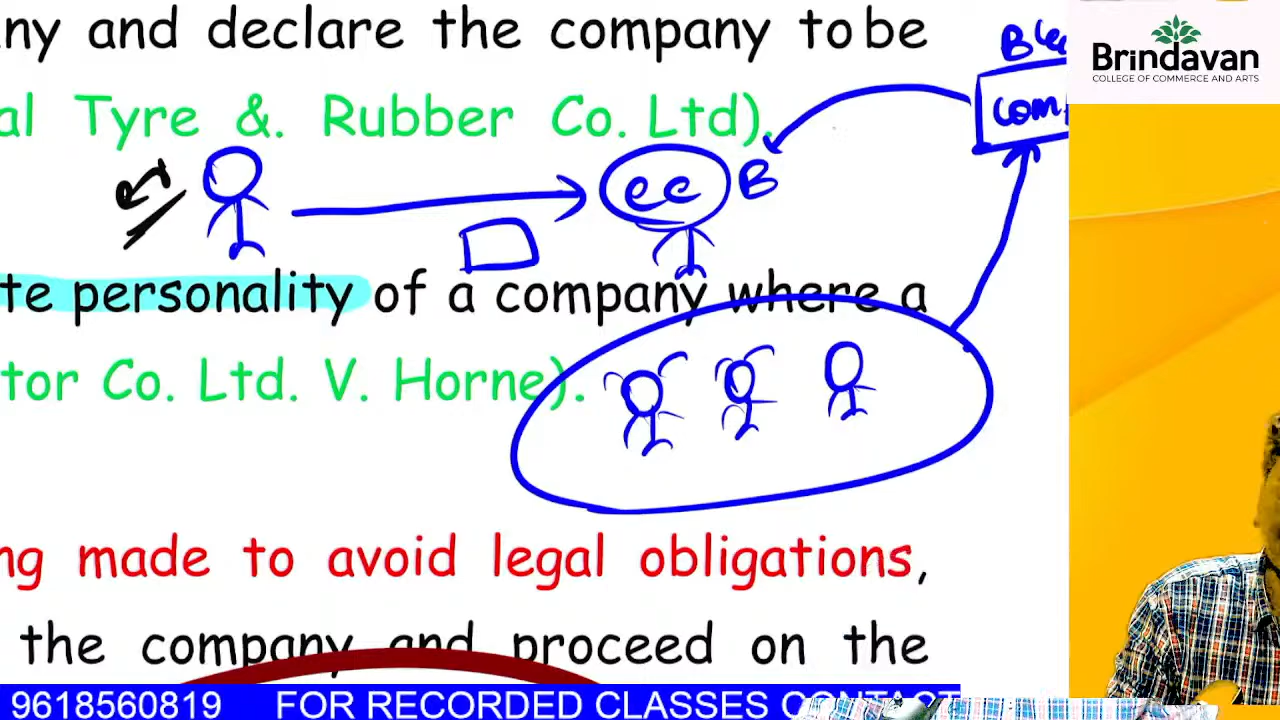 ny and declare the company to be
al Tyre &. Rubber Co. Ltd).
B
te personality of a company where a
tor Co. Ltd. V. Horne).
ng made to avoid legal obligations,
the company and proceed on the
9618560819 FOR RECORDED CLASSES CONTACT
Brindavan
COLLEGE OF COMMERCE AND ARTS